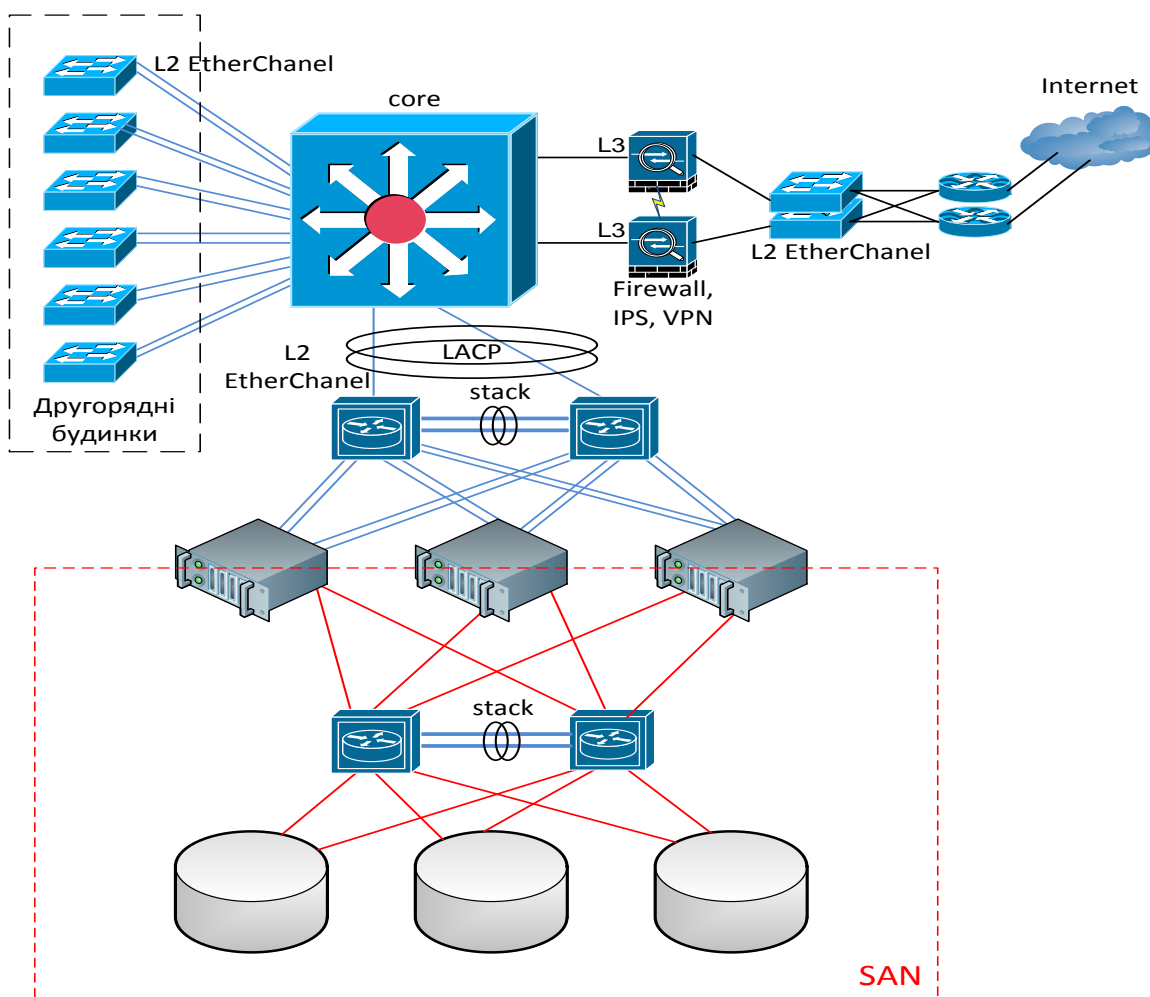 L2 EtherChanel
core
Internet
L3
L3
L2 EtherChanel
Firewall,
IPS, VPN
L2
EtherChanel
LACP
stack
Другорядні
будинки
stack
SAN